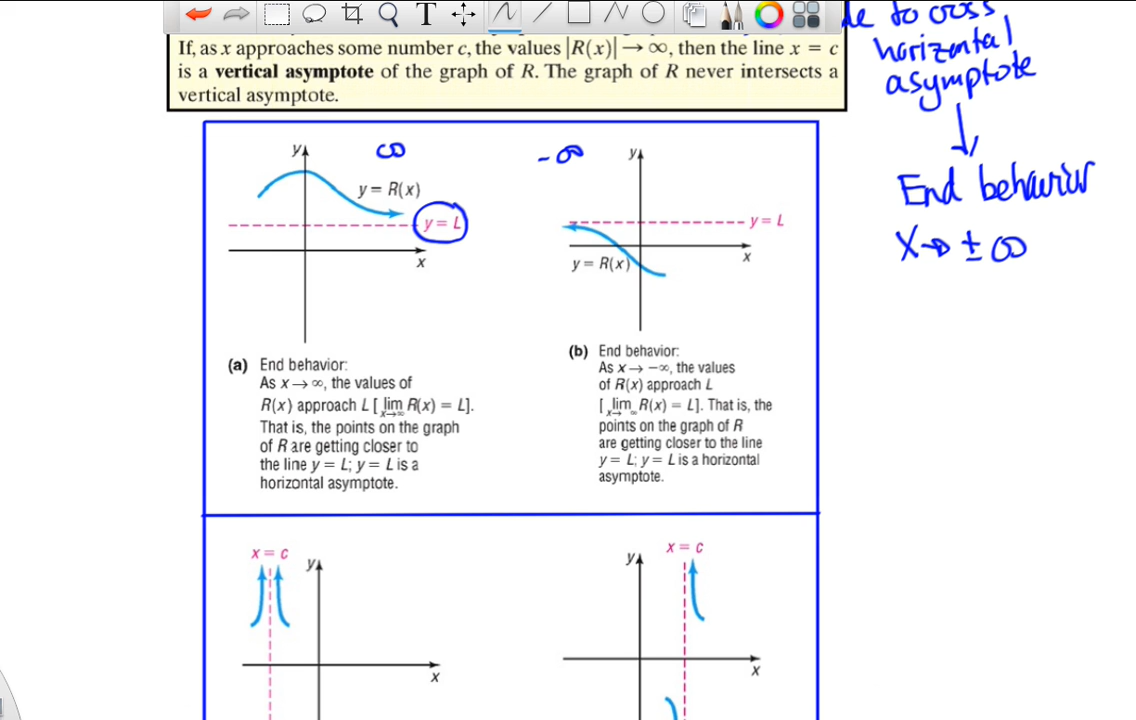 T
If, as x approaches some number c, the values |R(x)| → ∞, then the line x = c
is a vertical asymptote of the graph of R. The graph of R never intersects a
vertical asymptote.
to cross
horizontal
asymptote
End behavior
X→ ± ∞
y
∞
y = R(x)
y = L
x
-∞
y
y = L
y = R(x)
x
(a) End behavior:
As x → ∞, the values of
R(x) approach L [ lim x→∞ R(x) = L].
That is, the points on the graph
of R are getting closer to
the line y = L; y = L is a
horizontal asymptote.
(b) End behavior:
As x → −∞, the values
of R(x) approach L
[ lim x→ ∞ R(x) = L]. That is, the
points on the graph of R
are getting closer to the line
y = L; y = L is a horizontal
asymptote.
x = c
y
x
x = c
y
x